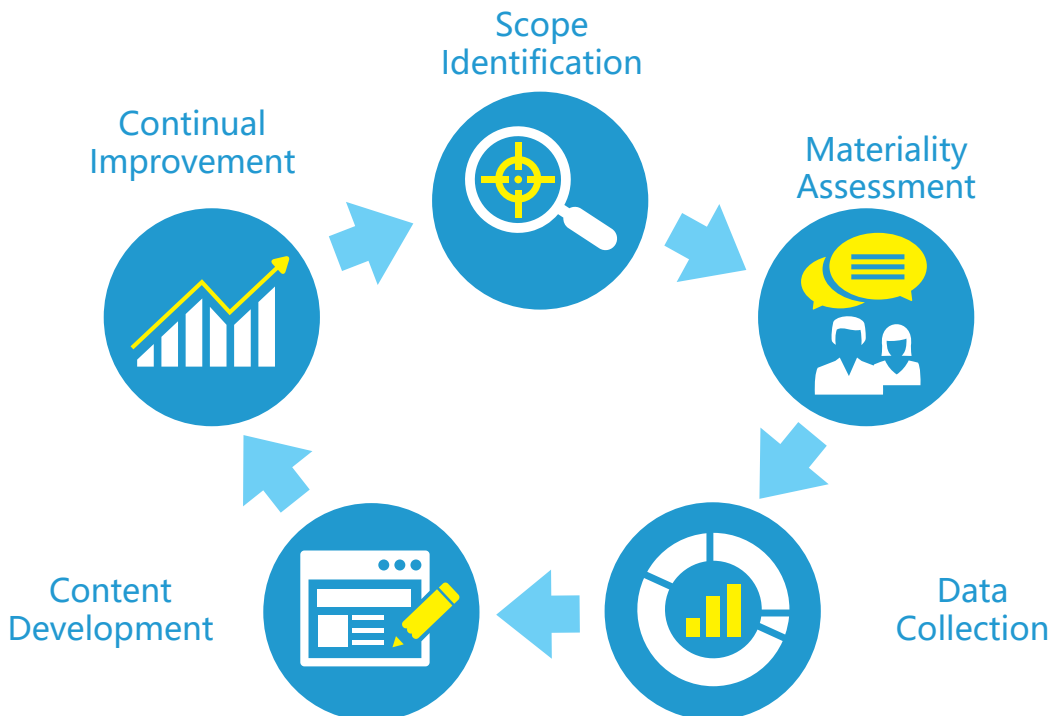 Scope
Identification
Materiality
Assessment
Data
Collection
Content
Development
Continual
Improvement